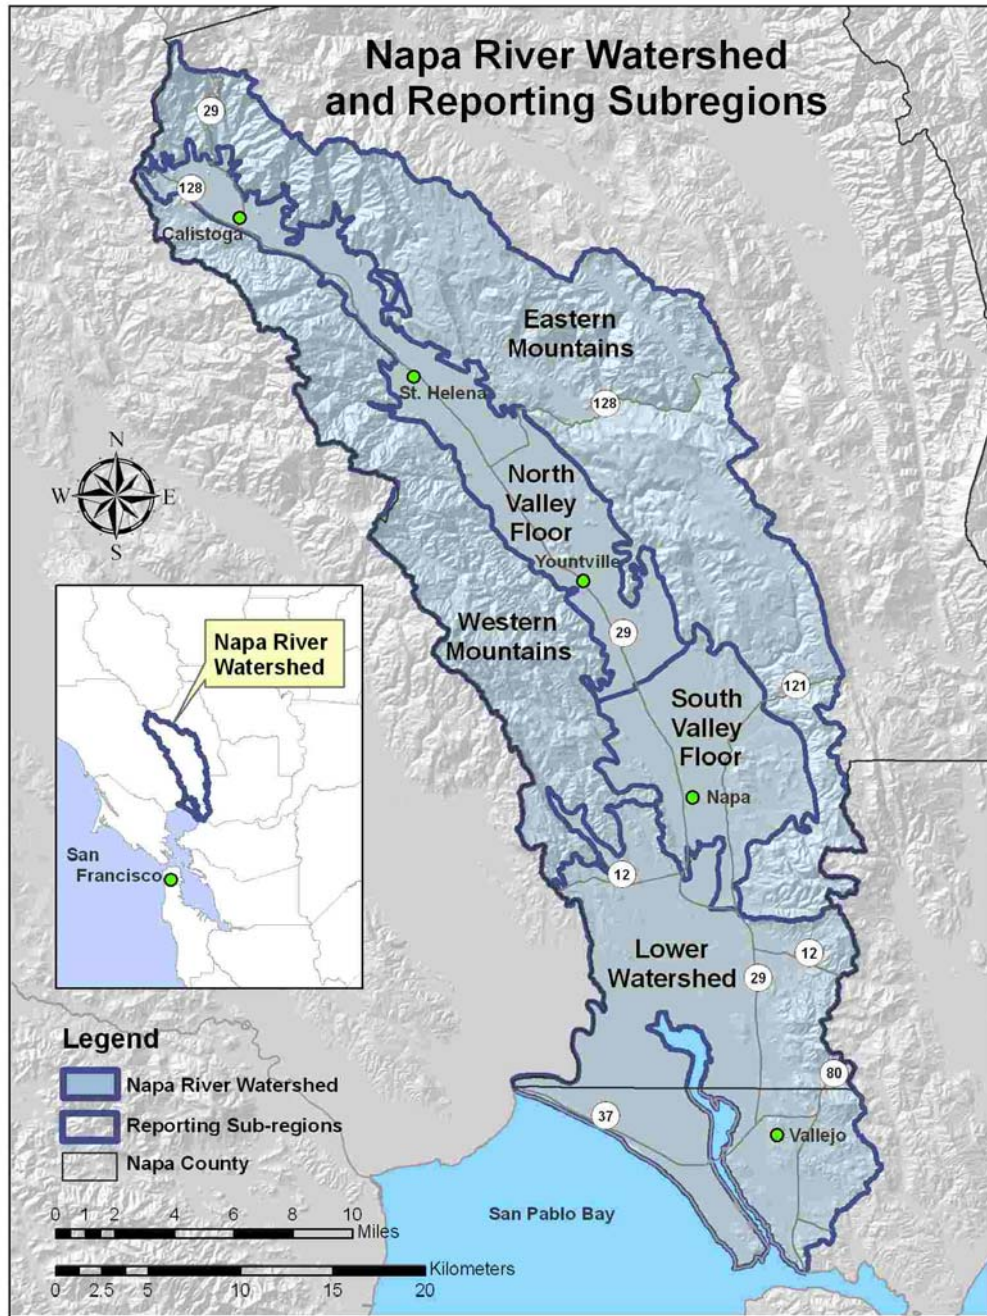 Napa River Watershed
and Reporting Subregions
29
128
Calistoga
Eastern
Mountains
St. Helena
128
N
W E
S
North
Valley
Floor
Yountville
Western
Mountains
29
121
South
Valley
Floor
Napa
Napa River
Watershed
San
Francisco
12
Lower
Watershed
12
29
80
37
Vallejo
San Pablo Bay
Legend
Napa River Watershed
Reporting Sub-regions
Napa County
0 1 2 4 6 8 10
Miles
Kilometers
0 2.5 5 10 15 20